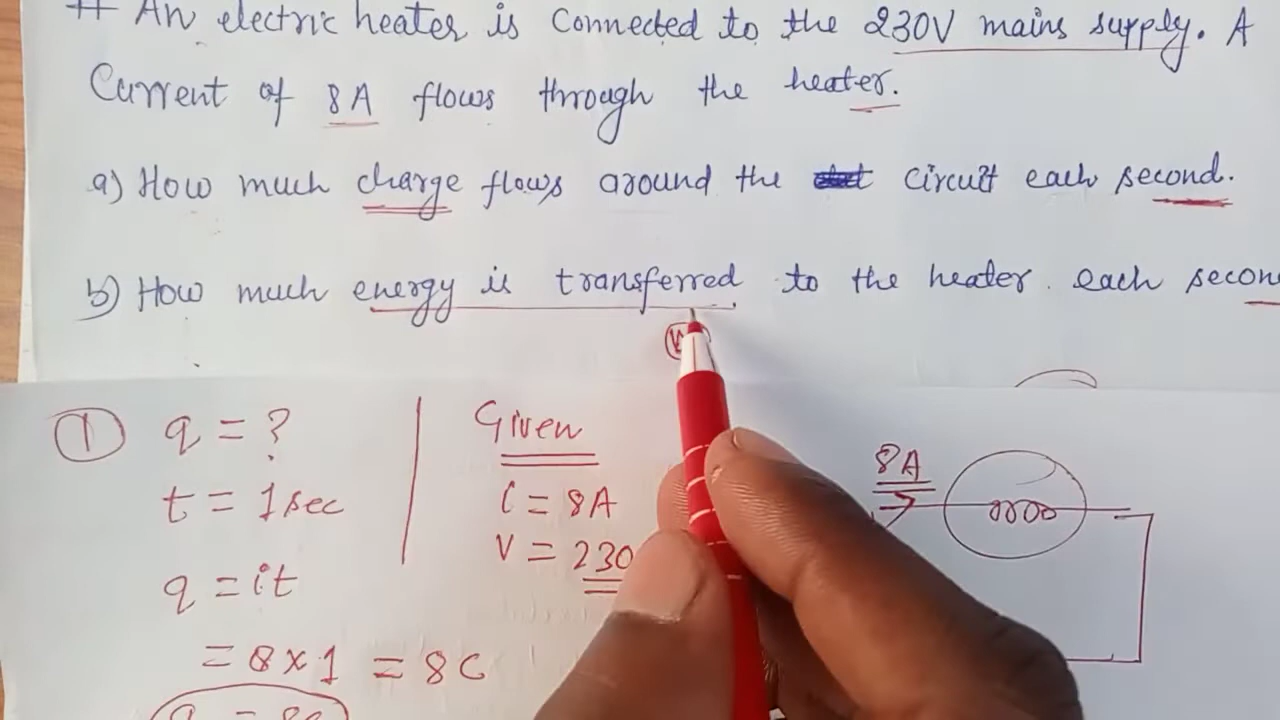 # An electric heater is connected to the 230V mains supply. A
Current of 8A flows through the heater.
a) How much charge flows around the circuit each second.
b) How much energy is transferred to the heater each secon
W
1 q = ?
t = 1 sec
q = it
= 8 × 1 = 8C
Given
i = 8A
V = 230
8A